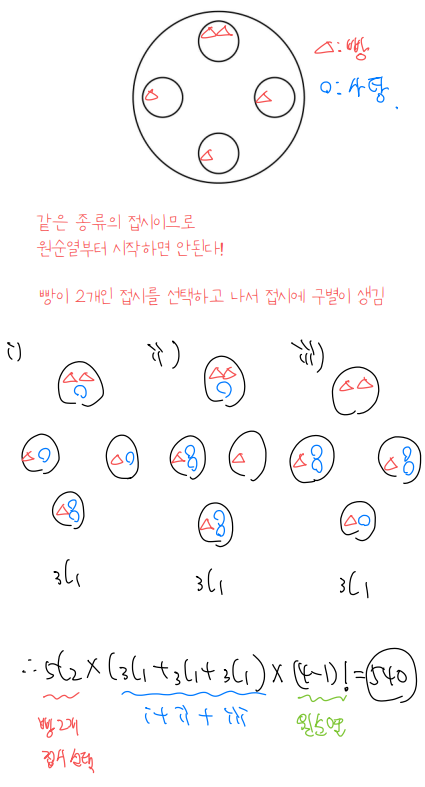 △:빵
O:사탕.
같은 종류의 접시이므로
원순열부터 시작하면 안된다!
빵이 2개인 접시를 선택하고 나서 접시에 구별이 생김
i) ii) iii)
₃C₁ ₃C₁ ₃C₁
∴ ₅C₂ × (₃C₁ + ₃C₁ + ₃C₁) × (4-1)! = 540
빵2개 i + ii + iii 원순열
접시선택